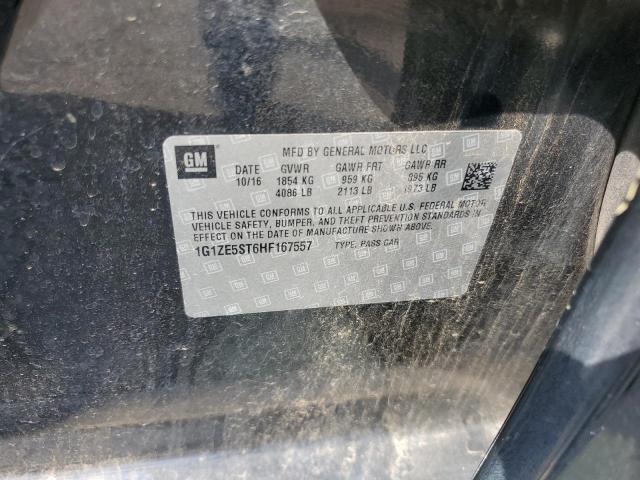 GM
MFD BY GENERAL MOTORS LLC
DATE GVWR GAWR FRT GAWR RR
10/16 1854 KG 959 KG 895 KG
4086 LB 2113 LB 1973 LB
THIS VEHICLE CONFORMS TO ALL APPLICABLE U.S. FEDERAL MOTOR
VEHICLE SAFETY, BUMPER, AND THEFT PREVENTION STANDARDS
IN EFFECT ON THE DATE OF MANUFACTURE SHOWN ABOVE.
1G1ZE5ST6HF167557 TYPE: PASS CAR